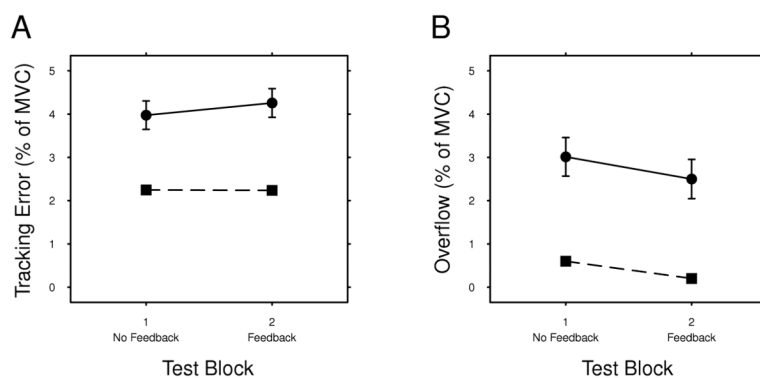 A
Tracking Error (% of MVC)
5
4
3
2
1
0
1
2
No Feedback
Feedback
Test Block
B
Overflow (% of MVC)
5
4
3
2
1
0
1
2
No Feedback
Feedback
Test Block